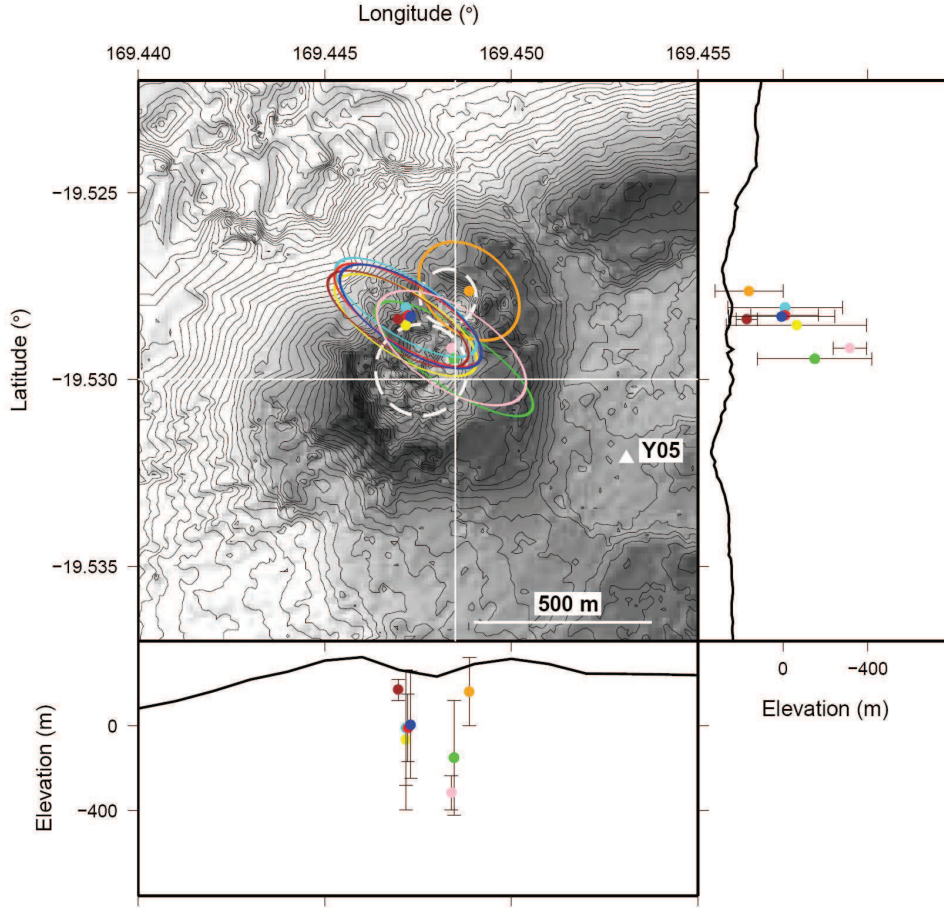 Longitude (°)
169.440 169.445 169.450 169.455
−19.525
Latitude (°)
−19.530
Y05
−19.535
500 m
0 −400
Elevation (m)
Elevation (m)
0
−400